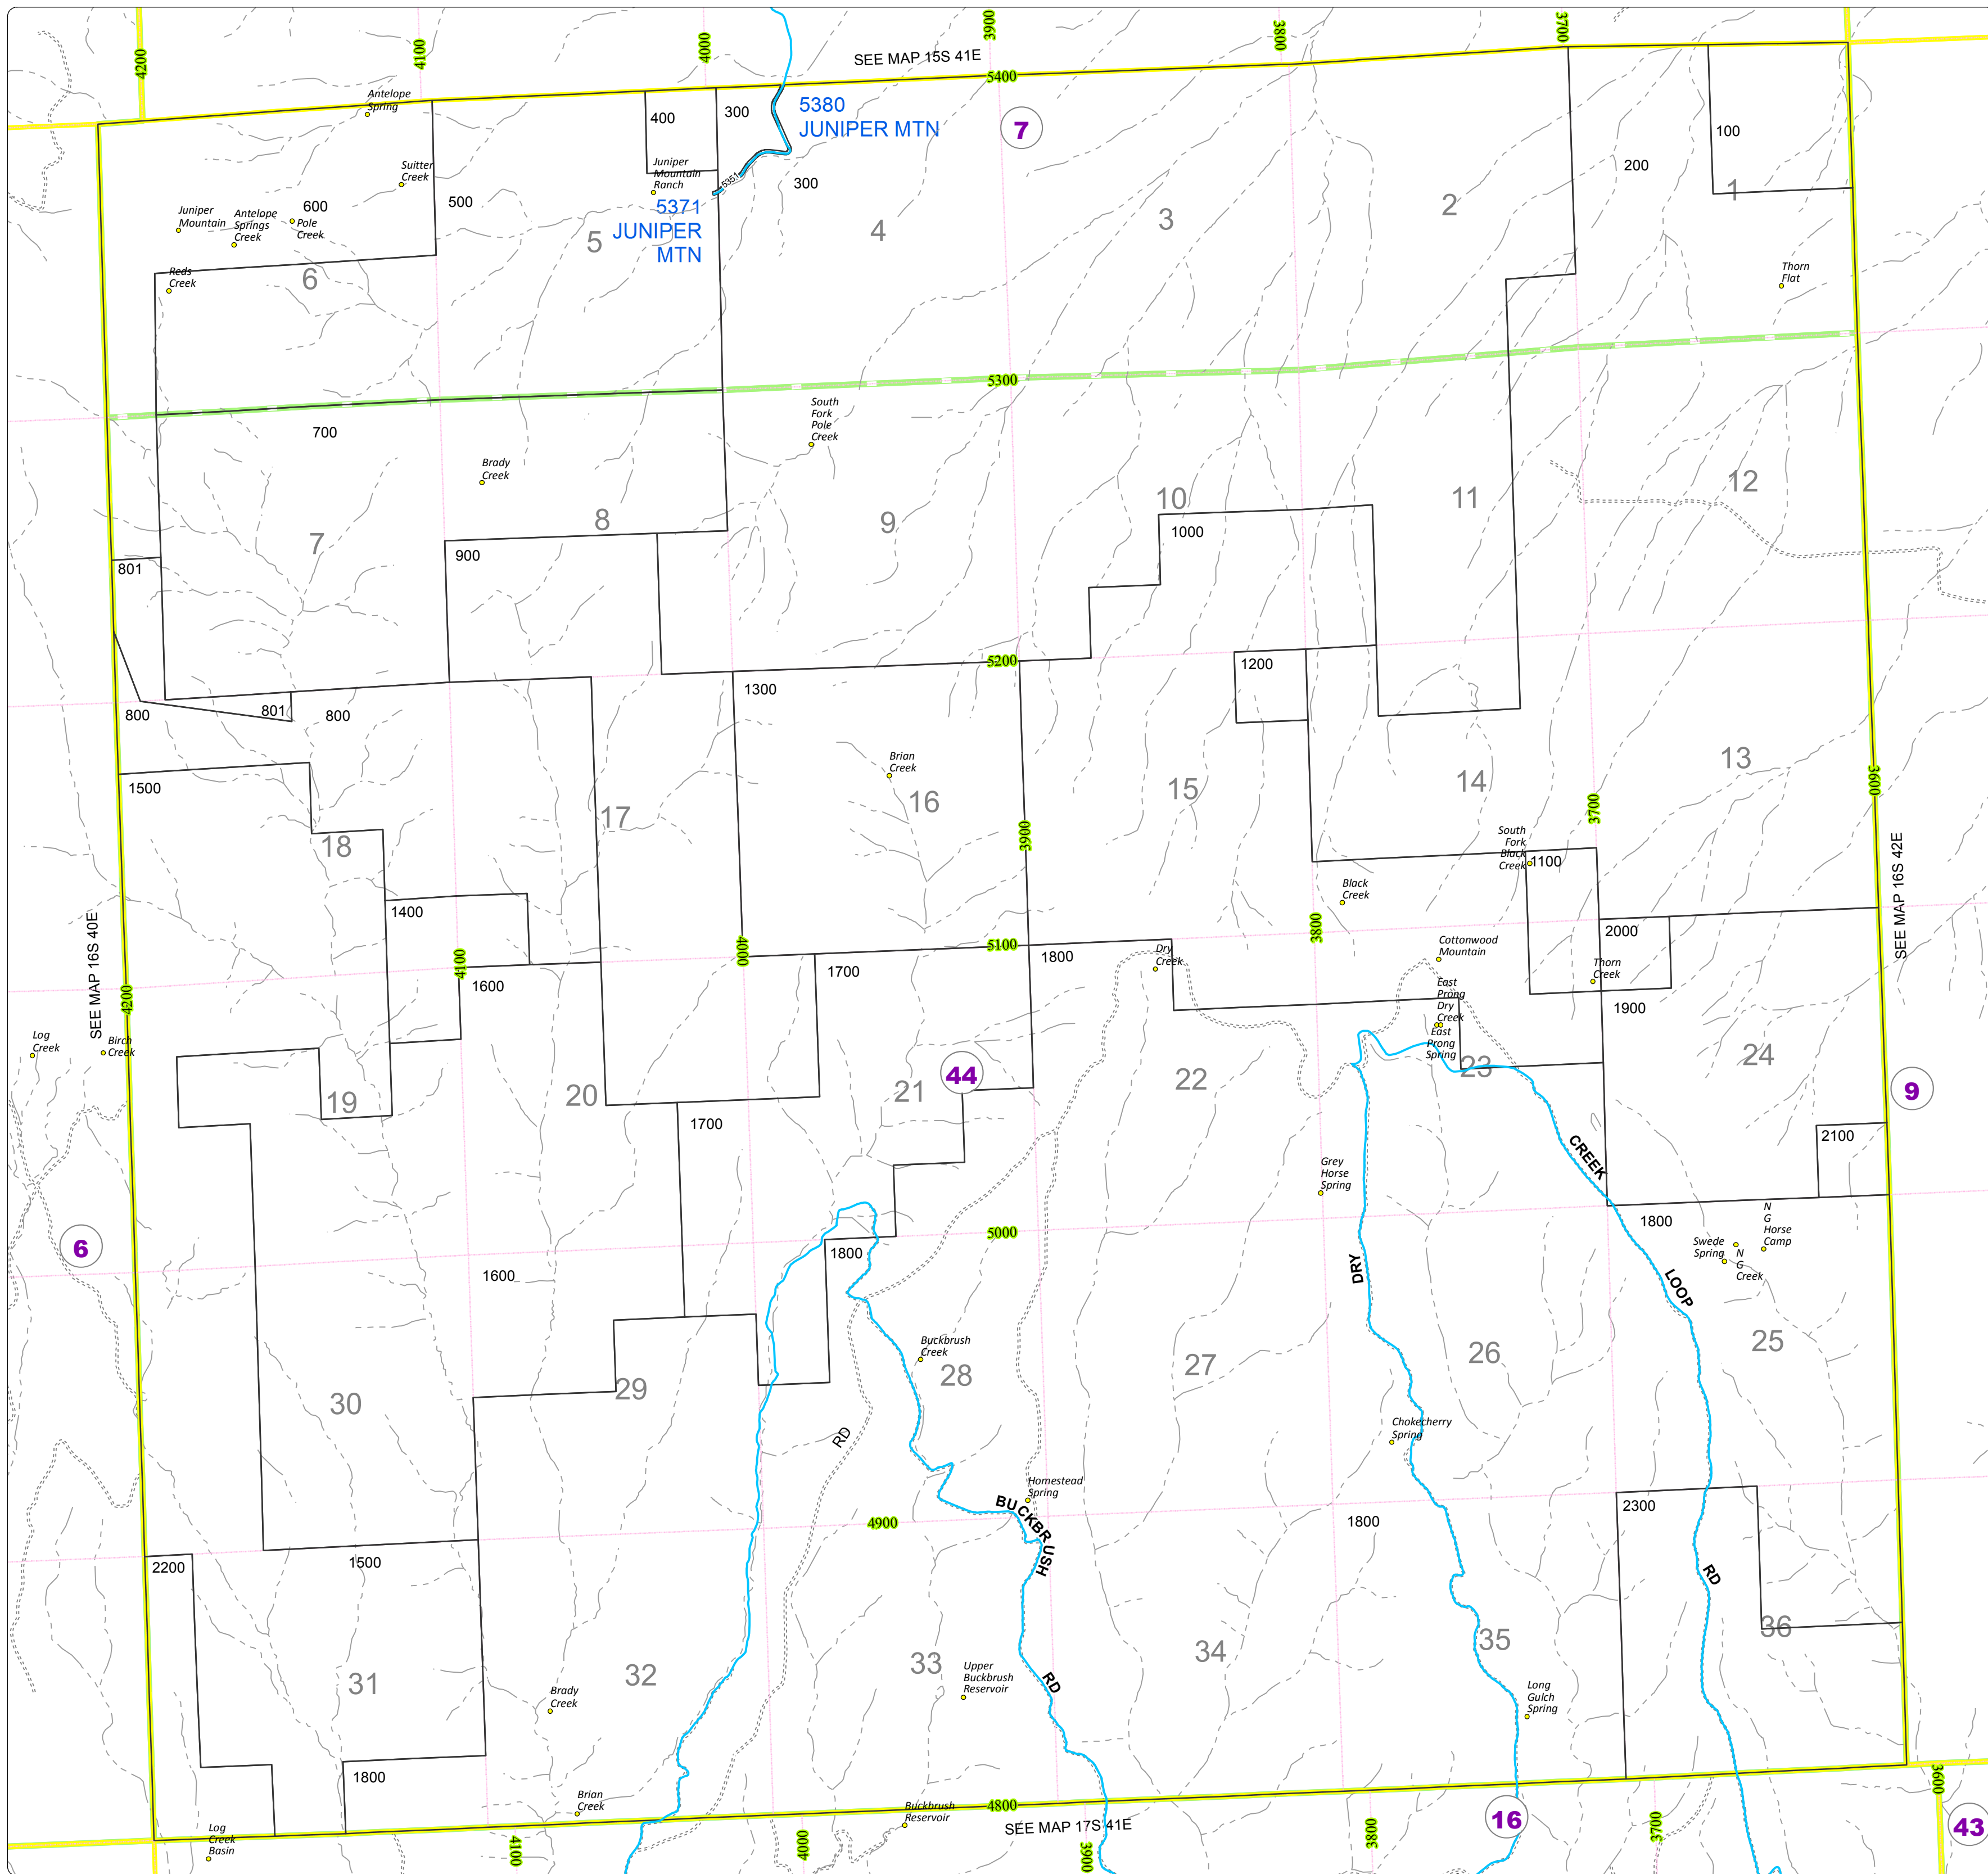 4200
4100
4000
3900
3800
3700
SEE MAP 15S 41E
5400
Antelope
Spring
400
300
5380
JUNIPER MTN
7
100
Suitter
Creek
Juniper
Mountain
Ranch
5351
300
200
1
Juniper
Mountain
Antelope
Springs
Creek
600
Pole
Creek
500
5371
JUNIPER
MTN
5
4
3
2
Reds
Creek
6
Thorn
Flat
5300
700
South
Fork
Pole
Creek
Brady
Creek
7
8
9
10
11
12
801
900
1000
5200
1200
800
801
800
1300
1500
Brian
Creek
16
15
14
13
3600
17
18
3900
3700
South
Fork
Black
Creek
1100
1400
Black
Creek
SEE MAP 16S 40E
4200
4100
4000
5100
3800
2000
SEE MAP 16S 42E
1600
1700
1800
Dry
Creek
Cottonwood
Mountain
Thorn
Creek
East
Prong
Dry
Creek
East
Prong
Spring
1900
Log
Creek
Birch
Creek
19
20
21
44
22
23
24
9
1700
CREEK
2100
Grey
Horse
Spring
6
5000
1800
1800
N
G
Horse
Camp
Swede
Spring
N
G
Creek
1600
DRY
LOOP
Buckbrush
Creek
30
29
28
27
26
25
RD
Chokecherry
Spring
Homestead
Spring
BUCKBRUSH
4900
1800
2300
2200
1500
RD
31
32
33
34
35
36
Upper
Buckbrush
Reservoir
RD
Brady
Creek
Long
Gulch
Spring
1800
Brian
Creek
Buckbrush
Reservoir
4800
SEE MAP 17S 41E
16
43
Log
Creek
Basin
4100
4000
3900
3800
3700
3600